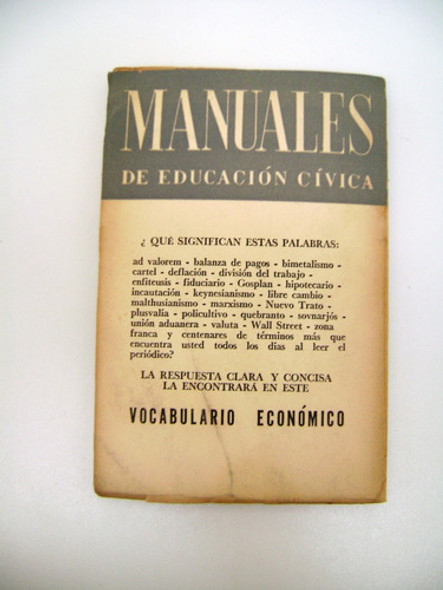 MANUALES
DE EDUCACIÓN CÍVICA
¿ QUÉ SIGNIFICAN ESTAS PALABRAS:
ad valorem - balanza de pagos - bimetalismo -
cartel - deflación - división del trabajo -
enfiteusis - fiduciario - Gosplan - hipotecario -
incautación - keynesianismo - libre cambio -
malthusianismo - marxismo - Nuevo Trato -
plusvalía - policultivo - quebranto - sovnarjós -
unión aduanera - valuta - Wall Street - zona
franca y centenares de términos más que
encuentra usted todos los días al leer el
periódico?
LA RESPUESTA CLARA Y CONCISA
LA ENCONTRARÁ EN ESTE
VOCABULARIO ECONÓMICO